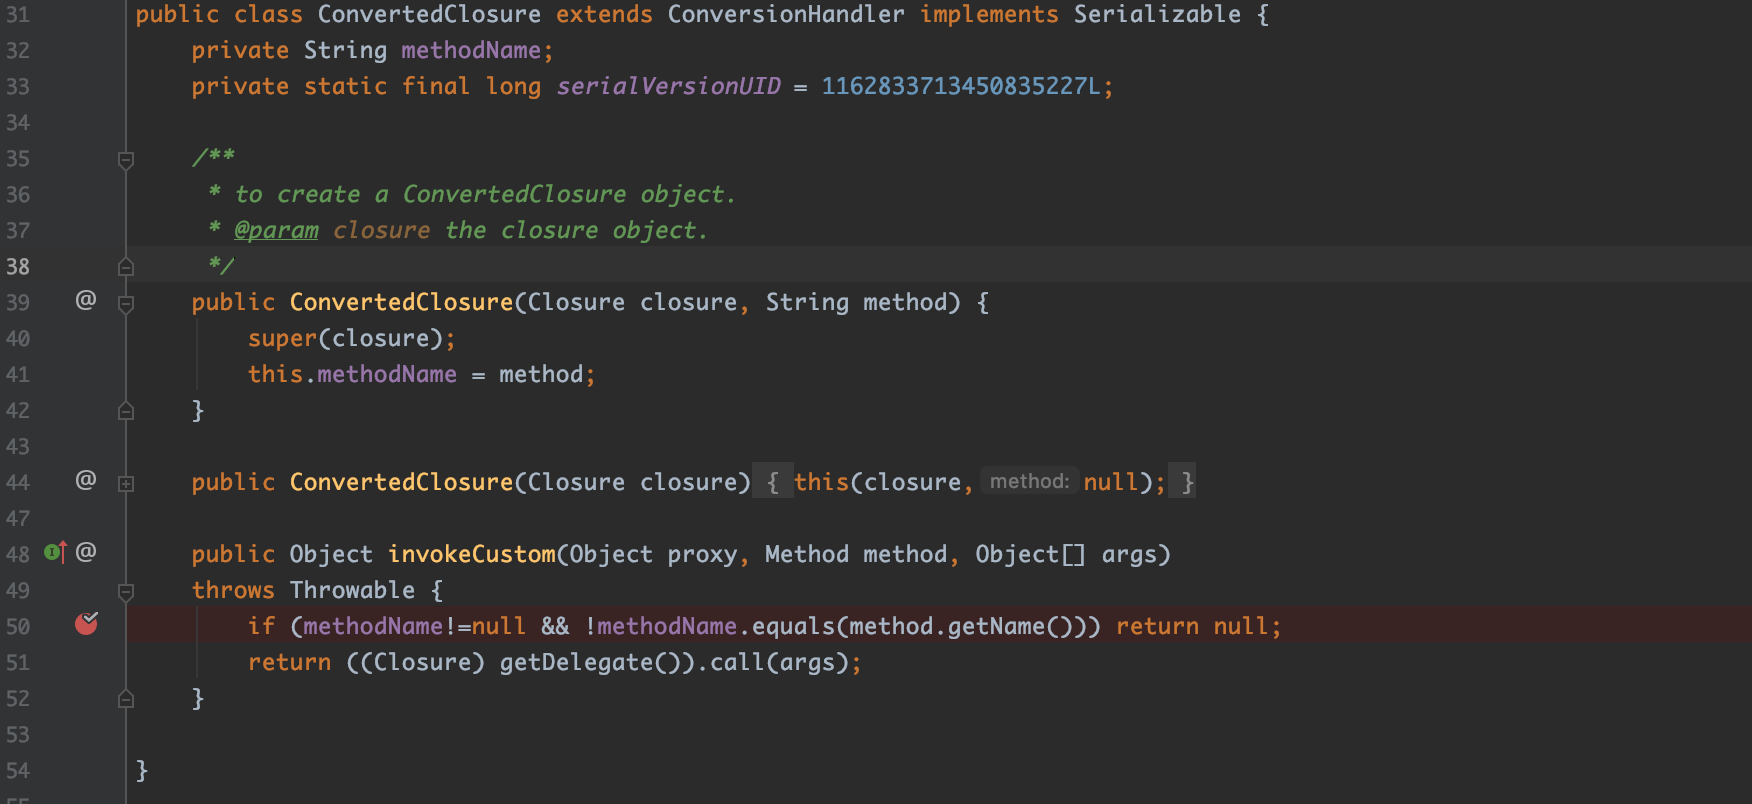 31 public class ConvertedClosure extends ConversionHandler implements Serializable {
32 private String methodName;
33 private static final long serialVersionUID = 1162833713450835227L;
34
35 /**
36 * to create a ConvertedClosure object.
37 * @param closure the closure object.
38 */
39 @ public ConvertedClosure(Closure closure, String method) {
40 super(closure);
41 this.methodName = method;
42 }
43
44 @ public ConvertedClosure(Closure closure) { this(closure, method: null); }
47
48 I @ public Object invokeCustom(Object proxy, Method method, Object[] args)
49 throws Throwable {
50 if (methodName!=null && !methodName.equals(method.getName())) return null;
51 return ((Closure) getDelegate()).call(args);
52 }
53
54 }